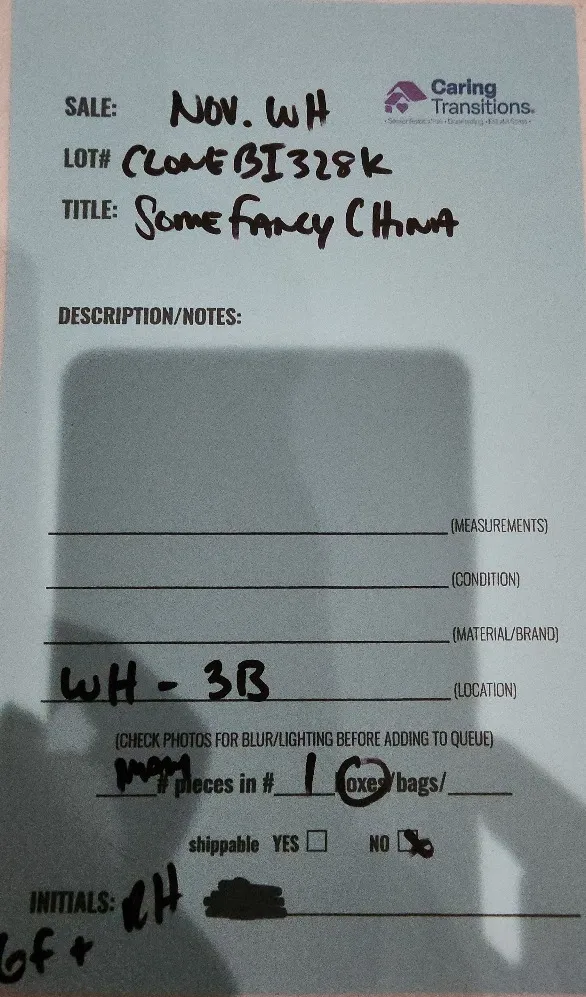 Caring
Transitions.
SALE: NOV. WH
LOT# CLONEBI328K
TITLE: SOME FANCY CHINA
DESCRIPTION/NOTES:
(MEASUREMENTS)
(CONDITION)
(MATERIAL/BRAND)
WH - 3B (LOCATION)
(CHECK PHOTOS FOR BLUR/LIGHTING BEFORE ADDING TO QUEUE)
# pieces in # 1 boxes/bags/
shippable YES NO
INITIALS: RH